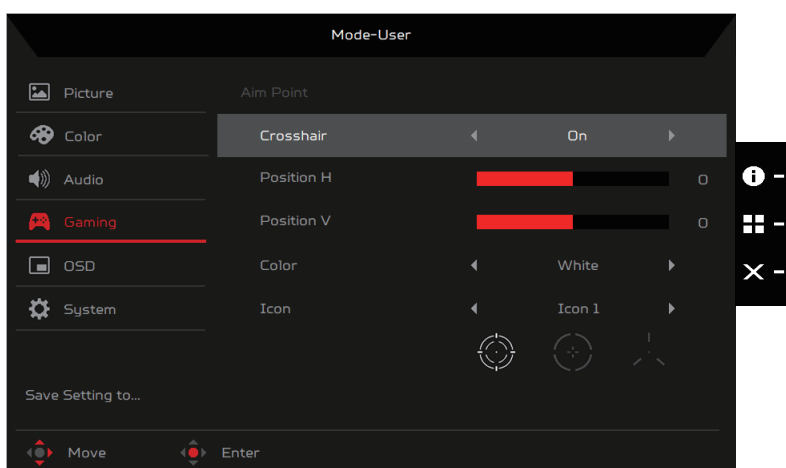 Mode-User
Picture
Color
Audio
Gaming
OSD
System
Save Setting to...
Aim Point
Crosshair On
Position H 0
Position V 0
Color White
Icon Icon 1
Move Enter